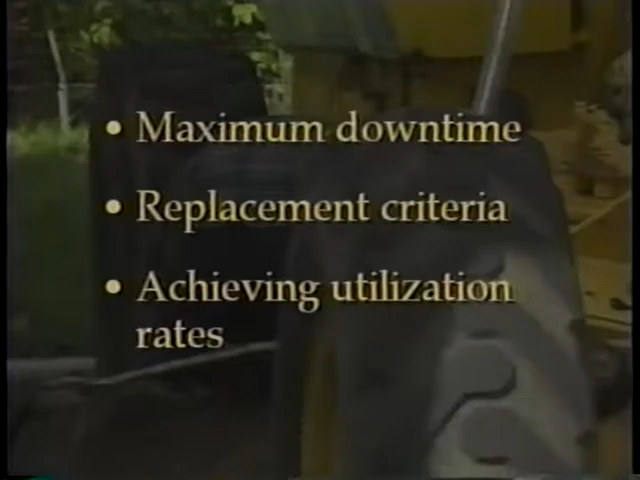 • Maximum downtime
• Replacement criteria
• Achieving utilization
rates